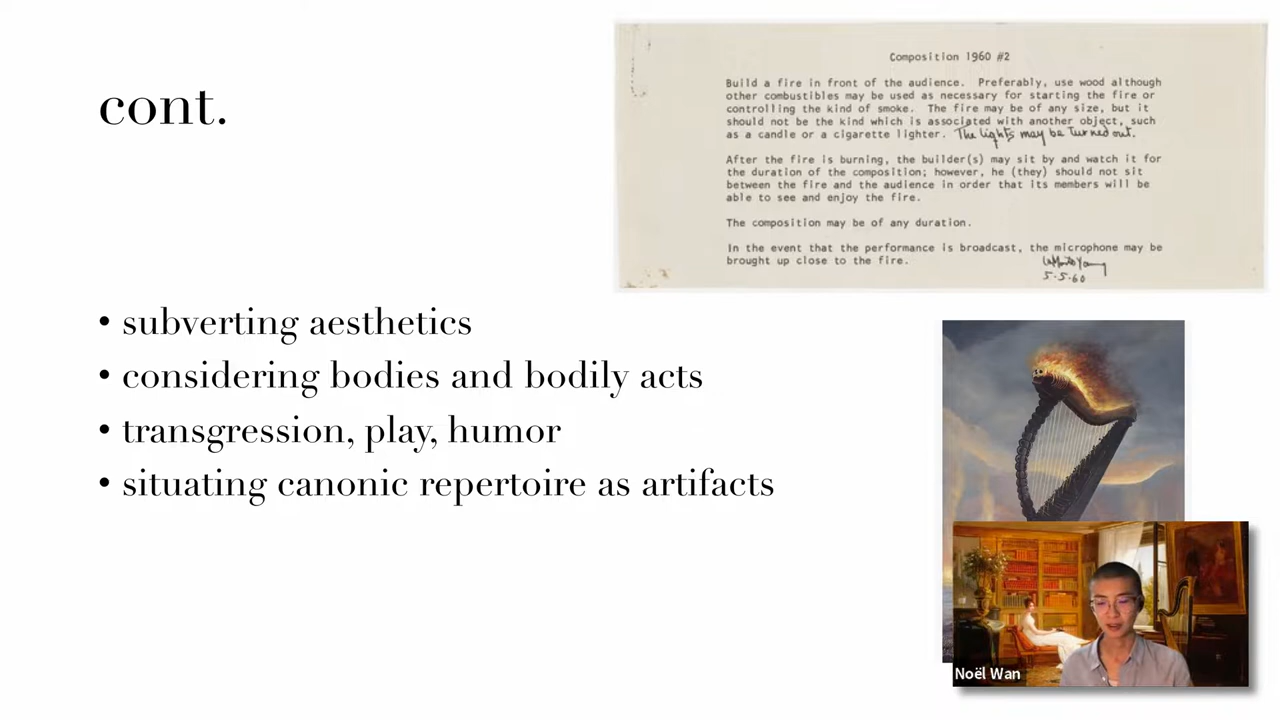 cont.
Composition 1960 #2
Build a fire in front of the audience. Preferably, use wood although
other combustibles may be used as necessary for starting the fire or
controlling the kind of smoke. The fire may be of any size, but it
should not be the kind which is associated with another object, such
as a candle or a cigarette lighter. The lights may be turned out.
After the fire is burning, the builder(s) may sit by and watch it for
the duration of the composition; however, he (they) should not sit
between the fire and the audience in order that its members will be
able to see and enjoy the fire.
The composition may be of any duration.
In the event that the performance is broadcast, the microphone may be
brought up close to the fire.
La Monte Young
5·5·60
• subverting aesthetics
• considering bodies and bodily acts
• transgression, play, humor
• situating canonic repertoire as artifacts
Noël Wan